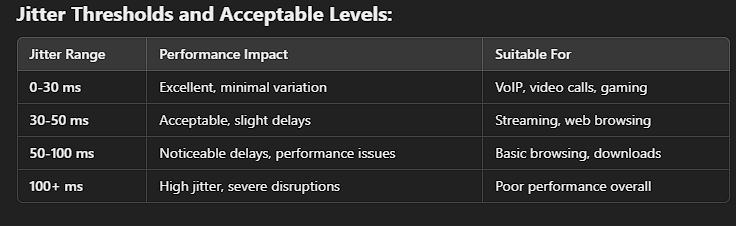 Jitter Thresholds and Acceptable Levels:
Jitter Range Performance Impact Suitable For
0-30 ms Excellent, minimal variation VoIP, video calls, gaming
30-50 ms Acceptable, slight delays Streaming, web browsing
50-100 ms Noticeable delays, performance issues Basic browsing, downloads
100+ ms High jitter, severe disruptions Poor performance overall